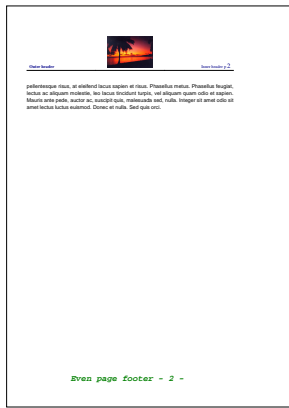 Outer header Inner header p.2
pellentesque risus, at eleifend lacus sapien et risus. Phasellus metus. Phasellus feugiat,
lectus ac aliquam molestie, leo lacus tincidunt turpis, vel aliquam quam odio et sapien.
Mauris ante pede, auctor ac, suscipit quis, malesuada sed, nulla. Integer sit amet odio sit
amet lectus luctus euismod. Donec et nulla. Sed quis orci.
Even page footer - 2 -